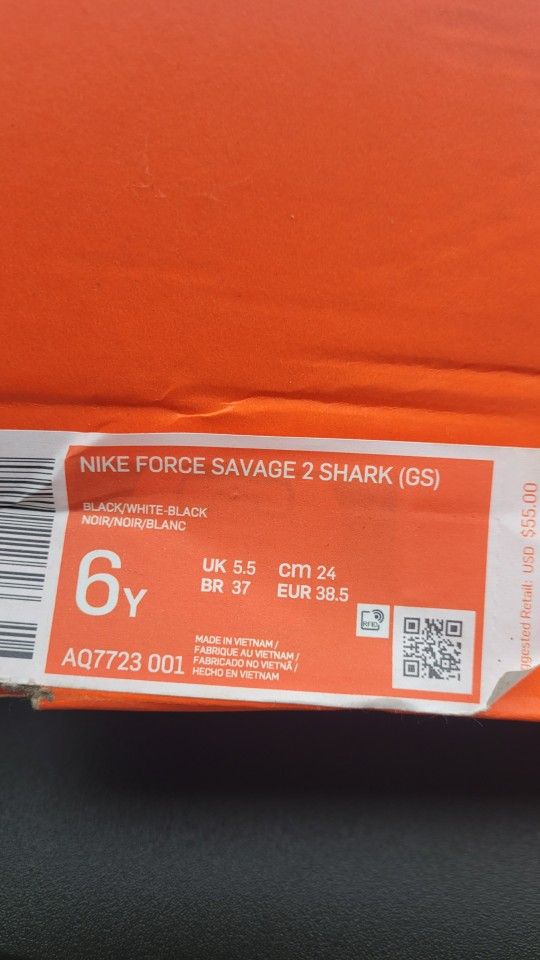 NIKE FORCE SAVAGE 2 SHARK (GS)
BLACK/WHITE-BLACK
NOIR/NOIR/BLANC
6Y
UK 5.5 cm 24
BR 37 EUR 38.5
RFID
AQ7723 001
MADE IN VIETNAM /
FABRIQUE AU VIETNAM /
FABRICADO NO VIETNÃ /
HECHO EN VIETNAM
ggested Retail: USD $55.00